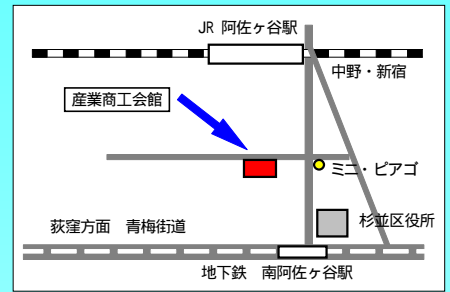 JR 阿佐ヶ谷駅
中野・新宿
産業商工会館
ミニ・ピアゴ
杉並区役所
荻窪方面 青梅街道
地下鉄 南阿佐ヶ谷駅